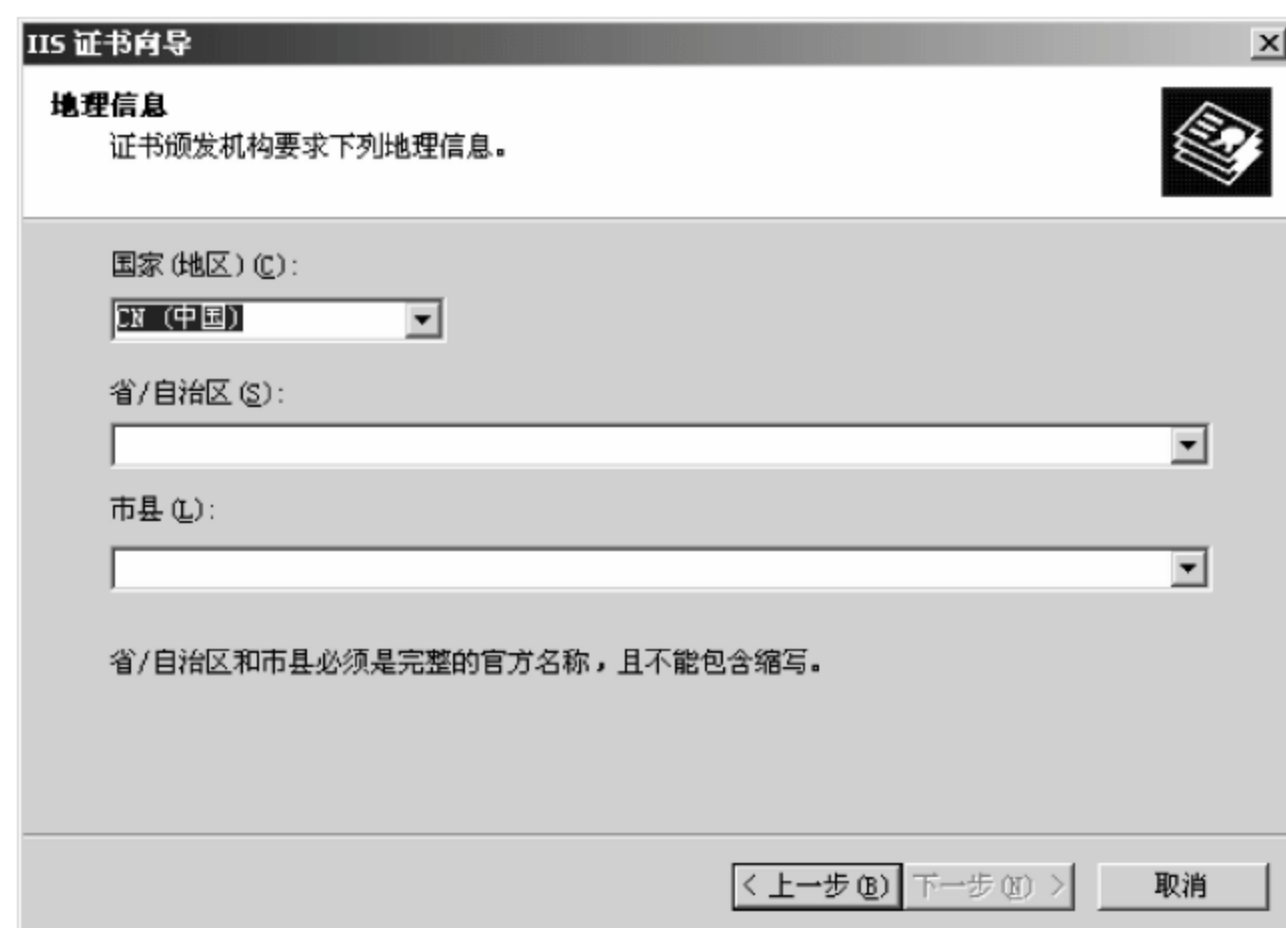 IIS 证书向导
地理信息
证书颁发机构要求下列地理信息。
国家(地区)(C):
CN (中国)
省/自治区(S):
市县(L):
省/自治区和市县必须是完整的官方名称，且不能包含缩写。
< 上一步(B) 下一步(N) > 取消